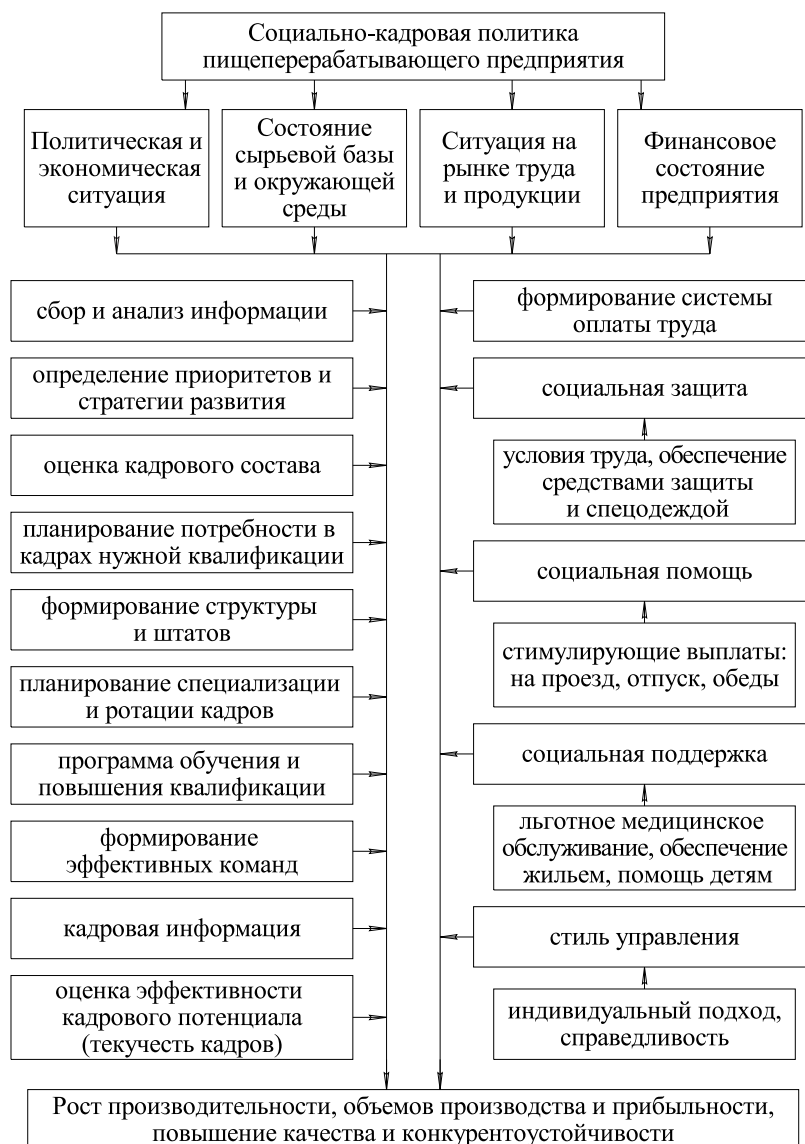 Социально-кадровая политика
пищеперерабатывающего предприятия
Политическая и
экономическая
ситуация
Состояние
сырьевой базы
и окружающей
среды
Ситуация на
рынке труда
и продукции
Финансовое
состояние
предприятия
сбор и анализ информации
определение приоритетов и
стратегии развития
оценка кадрового состава
планирование потребности в
кадрах нужной квалификации
формирование структуры
и штатов
планирование специализации
и ротации кадров
программа обучения и
повышения квалификации
формирование
эффективных команд
кадровая информация
оценка эффективности
кадрового потенциала
(текучесть кадров)
формирование системы
оплаты труда
социальная защита
условия труда, обеспечение
средствами защиты
и спецодеждой
социальная помощь
стимулирующие выплаты:
на проезд, отпуск, обеды
социальная поддержка
льготное медицинское
обслуживание, обеспечение
жильем, помощь детям
стиль управления
индивидуальный подход,
справедливость
Рост производительности, объемов производства и прибыльности,
повышение качества и конкурентоустойчивости